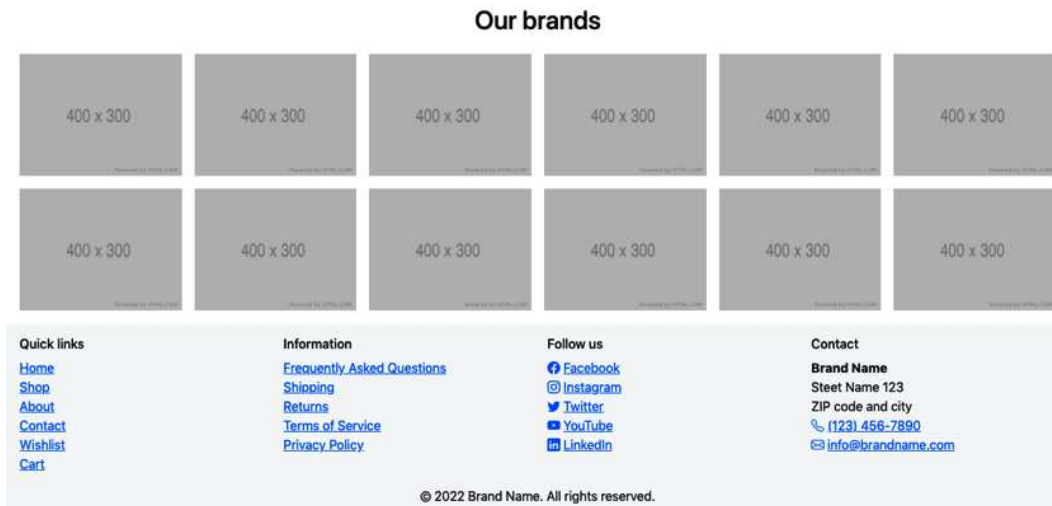 Our brands
400 x 300
400 x 300
400 x 300
400 x 300
400 x 300
400 x 300
400 x 300
400 x 300
400 x 300
400 x 300
400 x 300
400 x 300
Quick links
Home
Shop
About
Contact
Wishlist
Cart
Information
Frequently Asked Questions
Shipping
Returns
Terms of Service
Privacy Policy
Follow us
Facebook
Instagram
Twitter
YouTube
LinkedIn
Contact
Brand Name
Steet Name 123
ZIP code and city
(123) 456-7890
info@brandname.com
© 2022 Brand Name. All rights reserved.